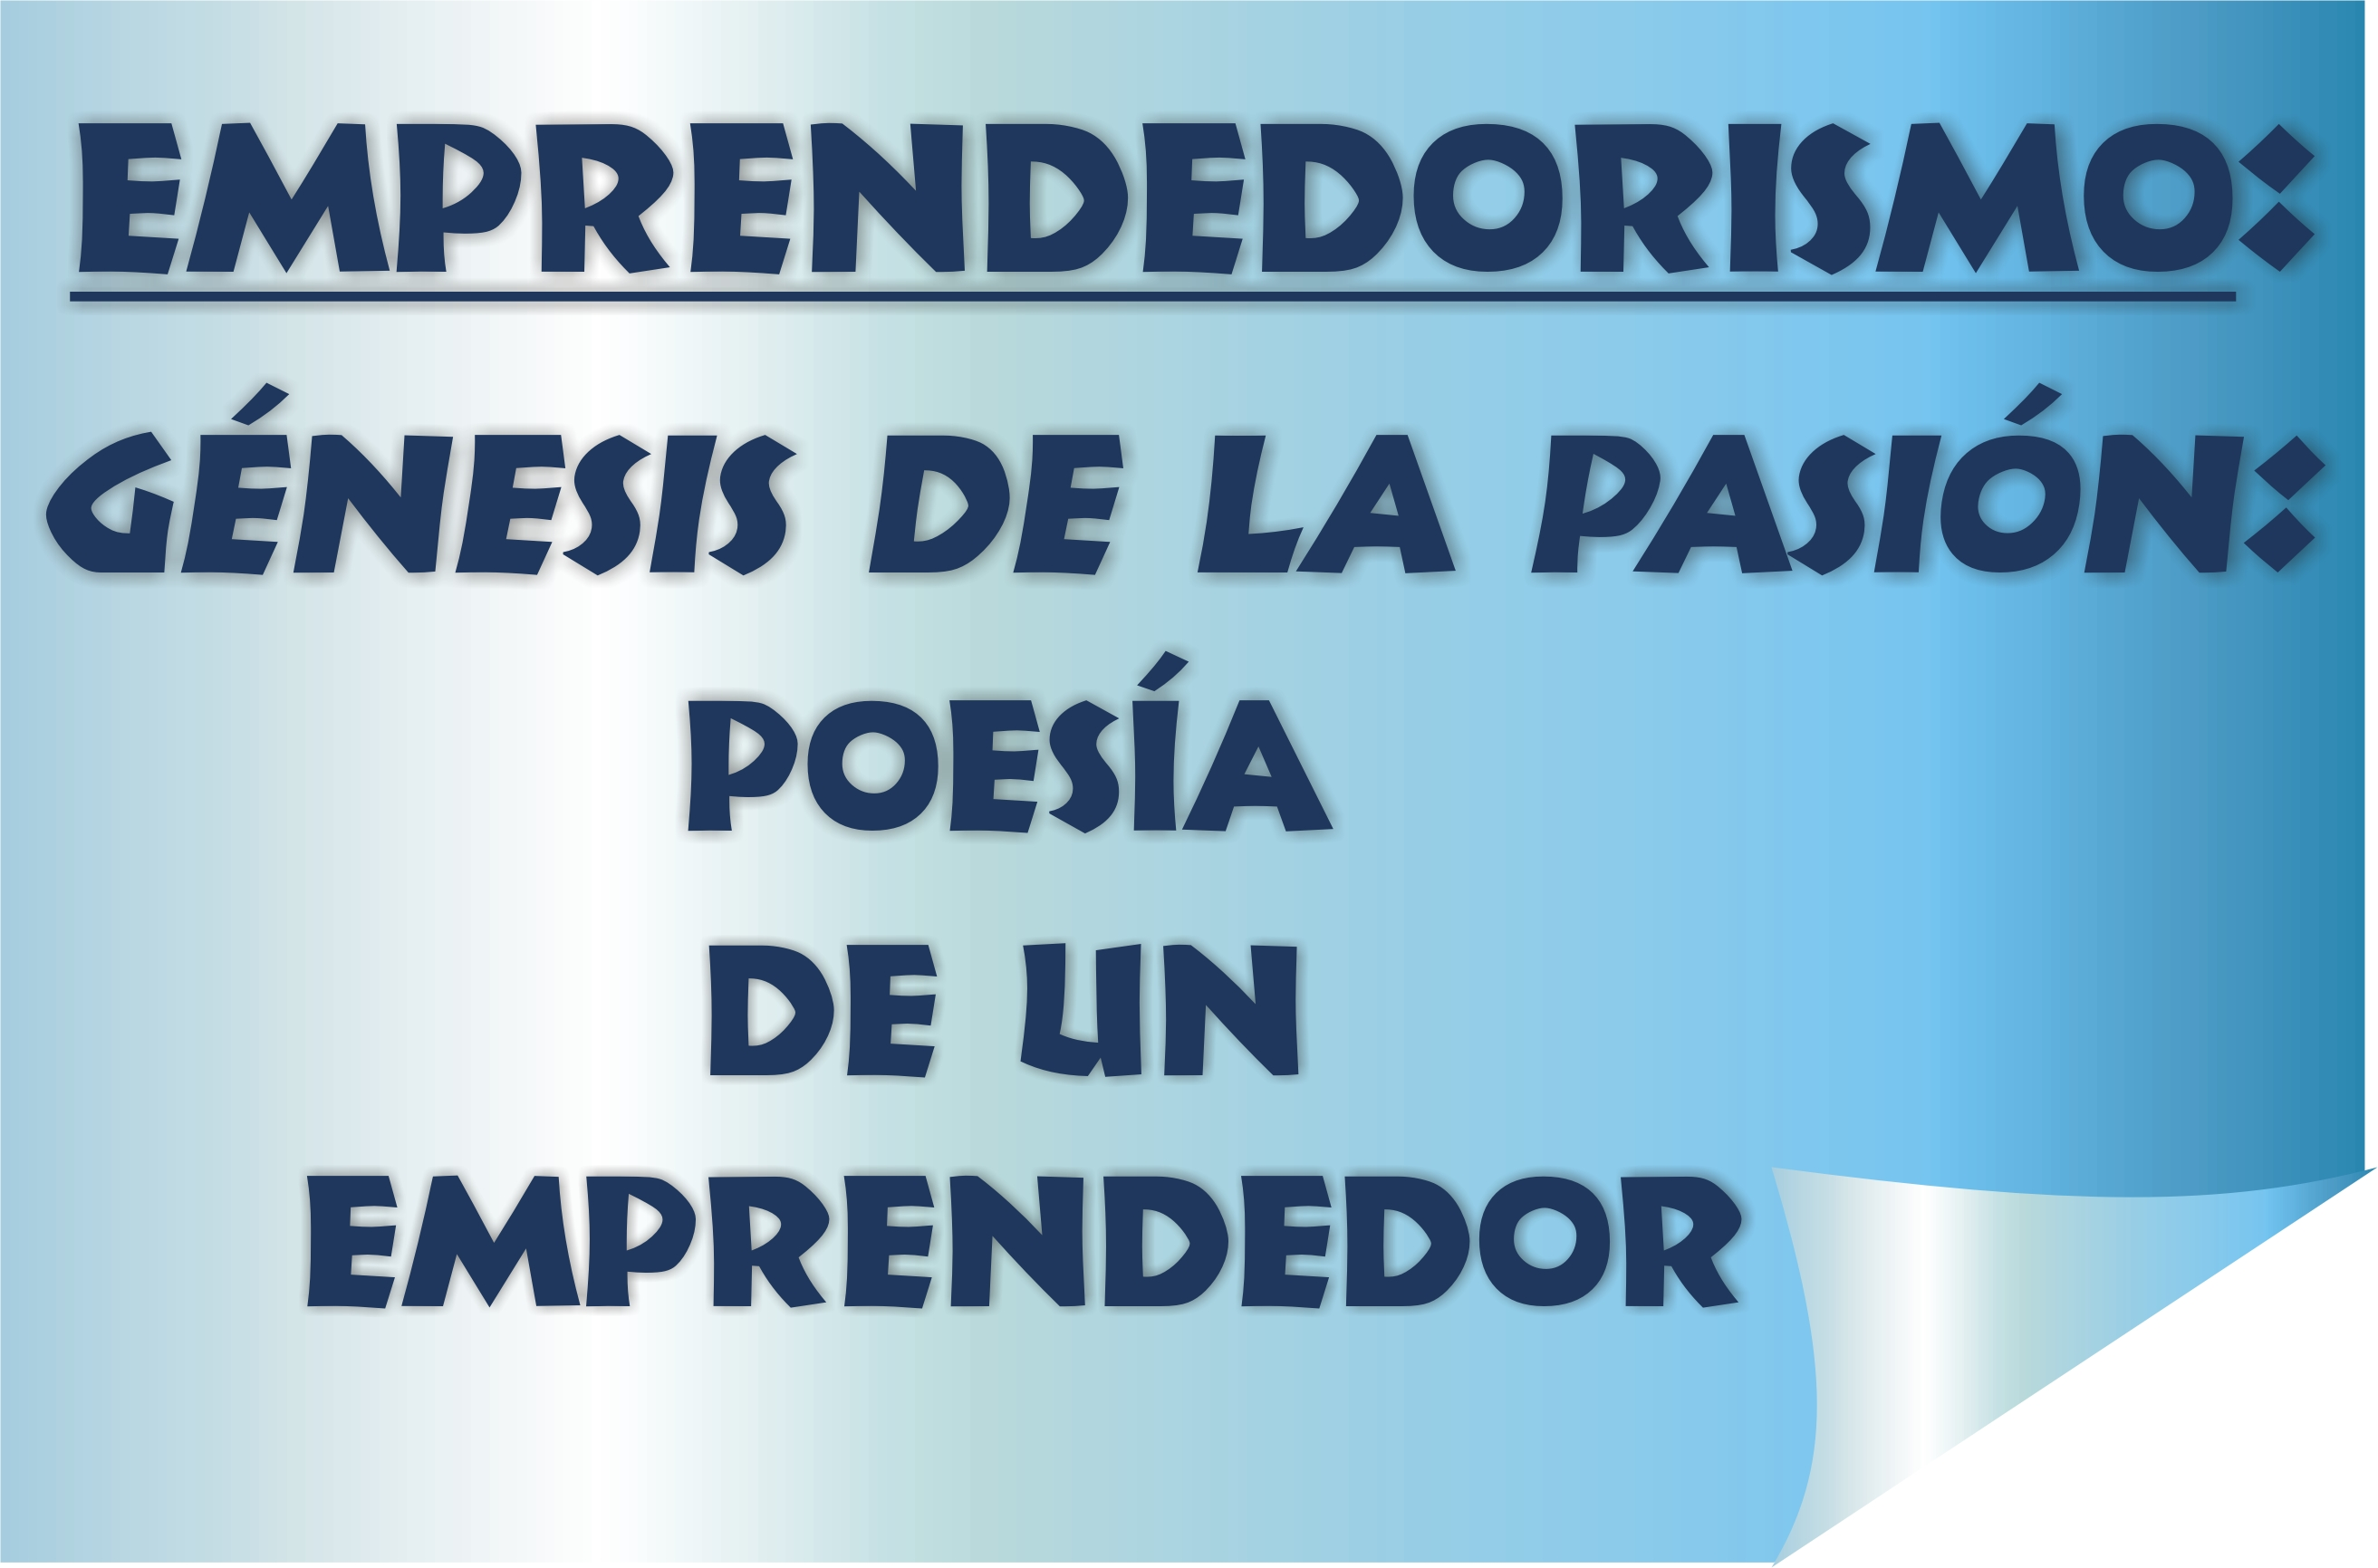 EMPRENDEDORISMO:
GÉNESIS DE LA PASIÓN:
POESÍA
DE UN
EMPRENDEDOR